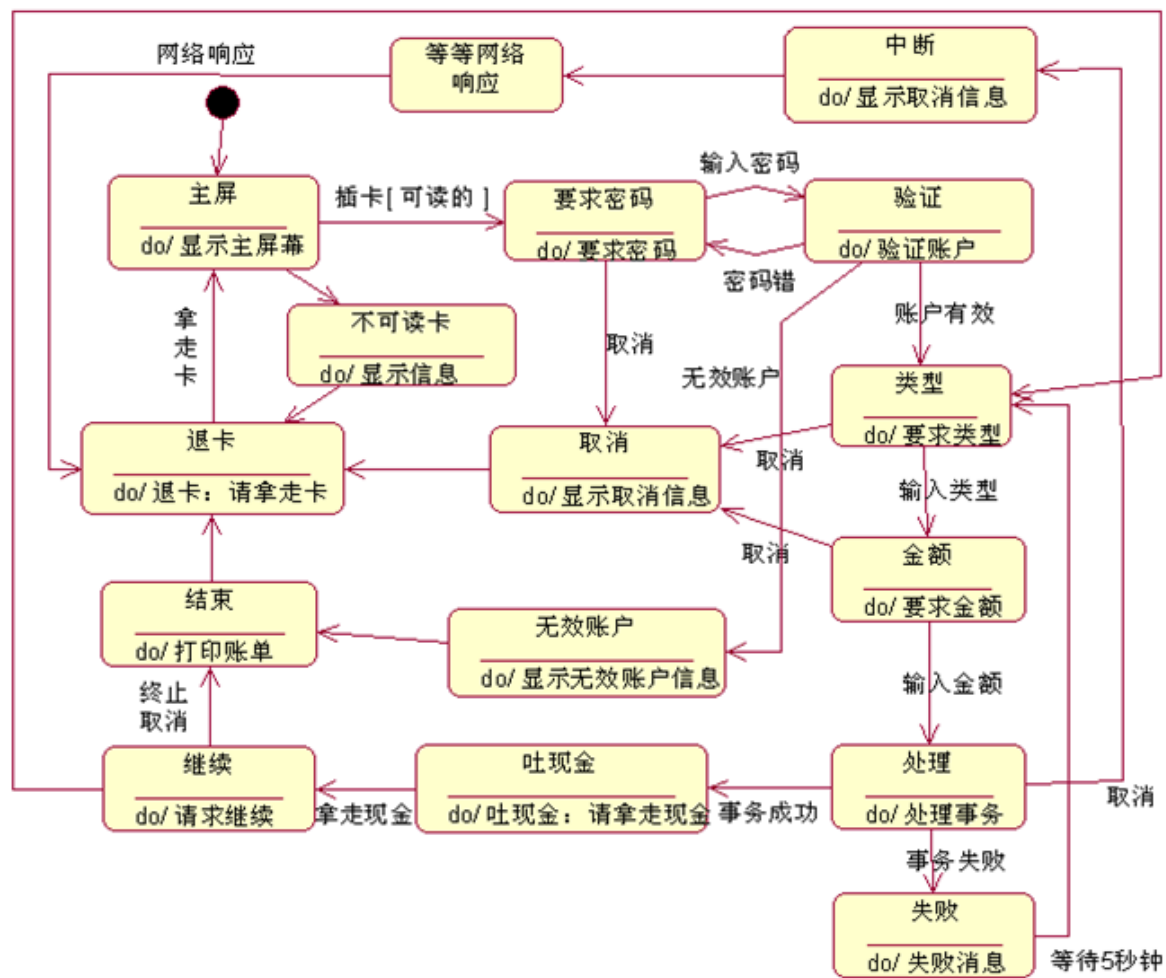 网络响应
等等网络
响应
中断
do/显示取消信息
主屏
do/显示主屏幕
插卡[可读的]
要求密码
do/要求密码
输入密码
密码错
验证
do/验证账户
拿
走
卡
不可读卡
do/显示信息
取消
无效账户
账户有效
类型
do/要求类型
退卡
do/退卡：请拿走卡
取消
do/显示取消信息
取消
输入类型
取消
金额
do/要求金额
结束
do/打印账单
无效账户
do/显示无效账户信息
输入金额
终止
取消
继续
do/请求继续
拿走现金
吐现金
do/吐现金：请拿走现金
事务成功
处理
do/处理事务
取消
事务失败
失败
do/失败消息
等待5秒钟